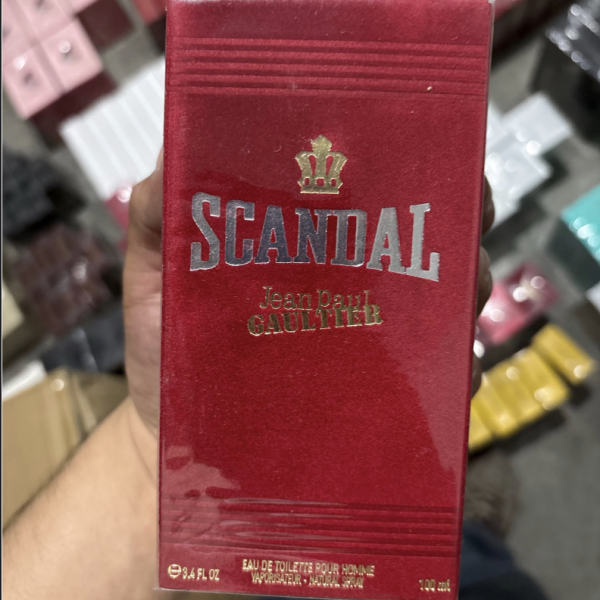 SCANDAL
Jean Paul
GAULTIER
℮ 3.4 FL OZ
EAU DE TOILETTE POUR HOMME
VAPORISATEUR - NATURAL SPRAY
100 ml